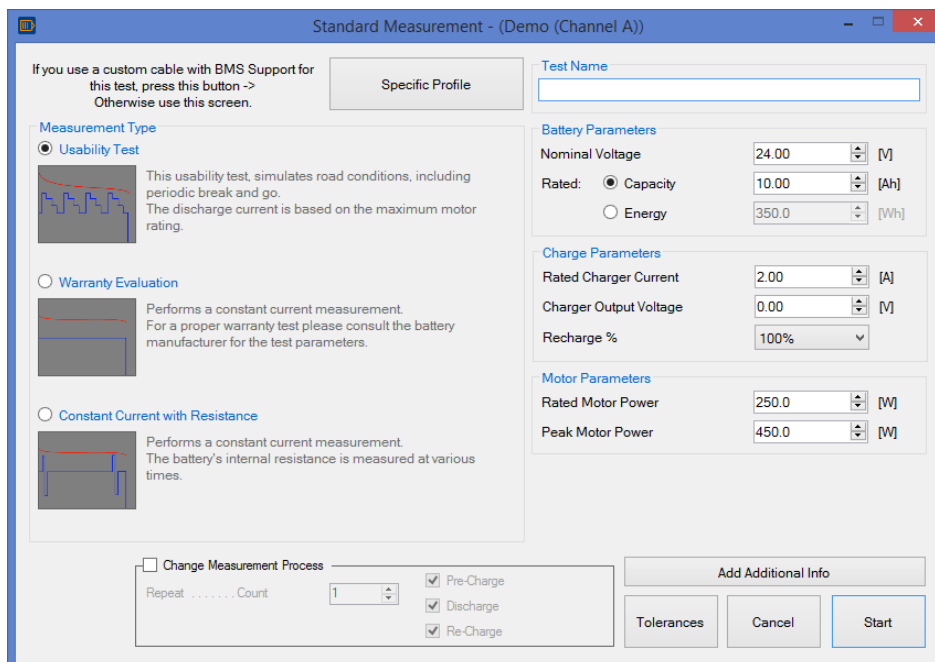 Standard Measurement - (Demo (Channel A))
If you use a custom cable with BMS Support for
this test, press this button ->
Otherwise use this screen.
Specific Profile
Measurement Type
Usability Test
This usability test, simulates road conditions, including
periodic break and go.
The discharge current is based on the maximum motor
rating.
Warranty Evaluation
Performs a constant current measurement.
For a proper warranty test please consult the battery
manufacturer for the test parameters.
Constant Current with Resistance
Performs a constant current measurement.
The battery's internal resistance is measured at various
times.
Test Name
Battery Parameters
Nominal Voltage 24.00 [V]
Rated: Capacity 10.00 [Ah]
Energy 350.0 [Wh]
Charge Parameters
Rated Charger Current 2.00 [A]
Charger Output Voltage 0.00 [V]
Recharge % 100%
Motor Parameters
Rated Motor Power 250.0 [W]
Peak Motor Power 450.0 [W]
Change Measurement Process
Repeat . . . . . . . Count 1
Pre-Charge
Discharge
Re-Charge
Add Additional Info
Tolerances Cancel Start